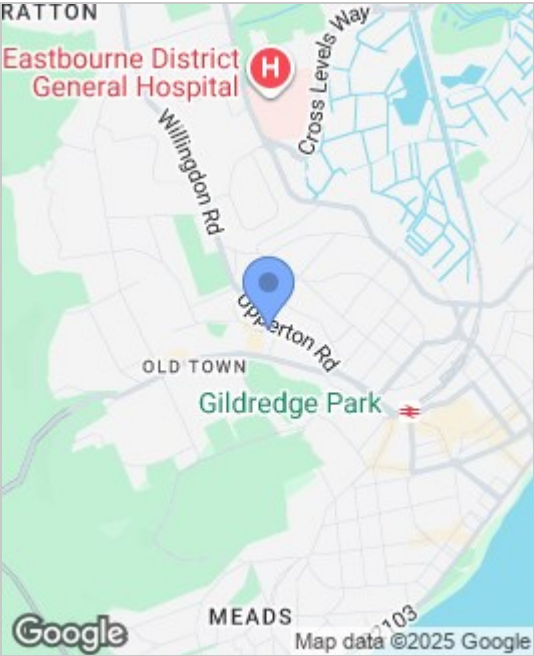 RATTON
Eastbourne District
General Hospital
H
Cross Levels Way
Willingdon Rd
Upperton Rd
OLD TOWN
Gildredge Park
MEADS
2103
Google
Map data ©2025 Google